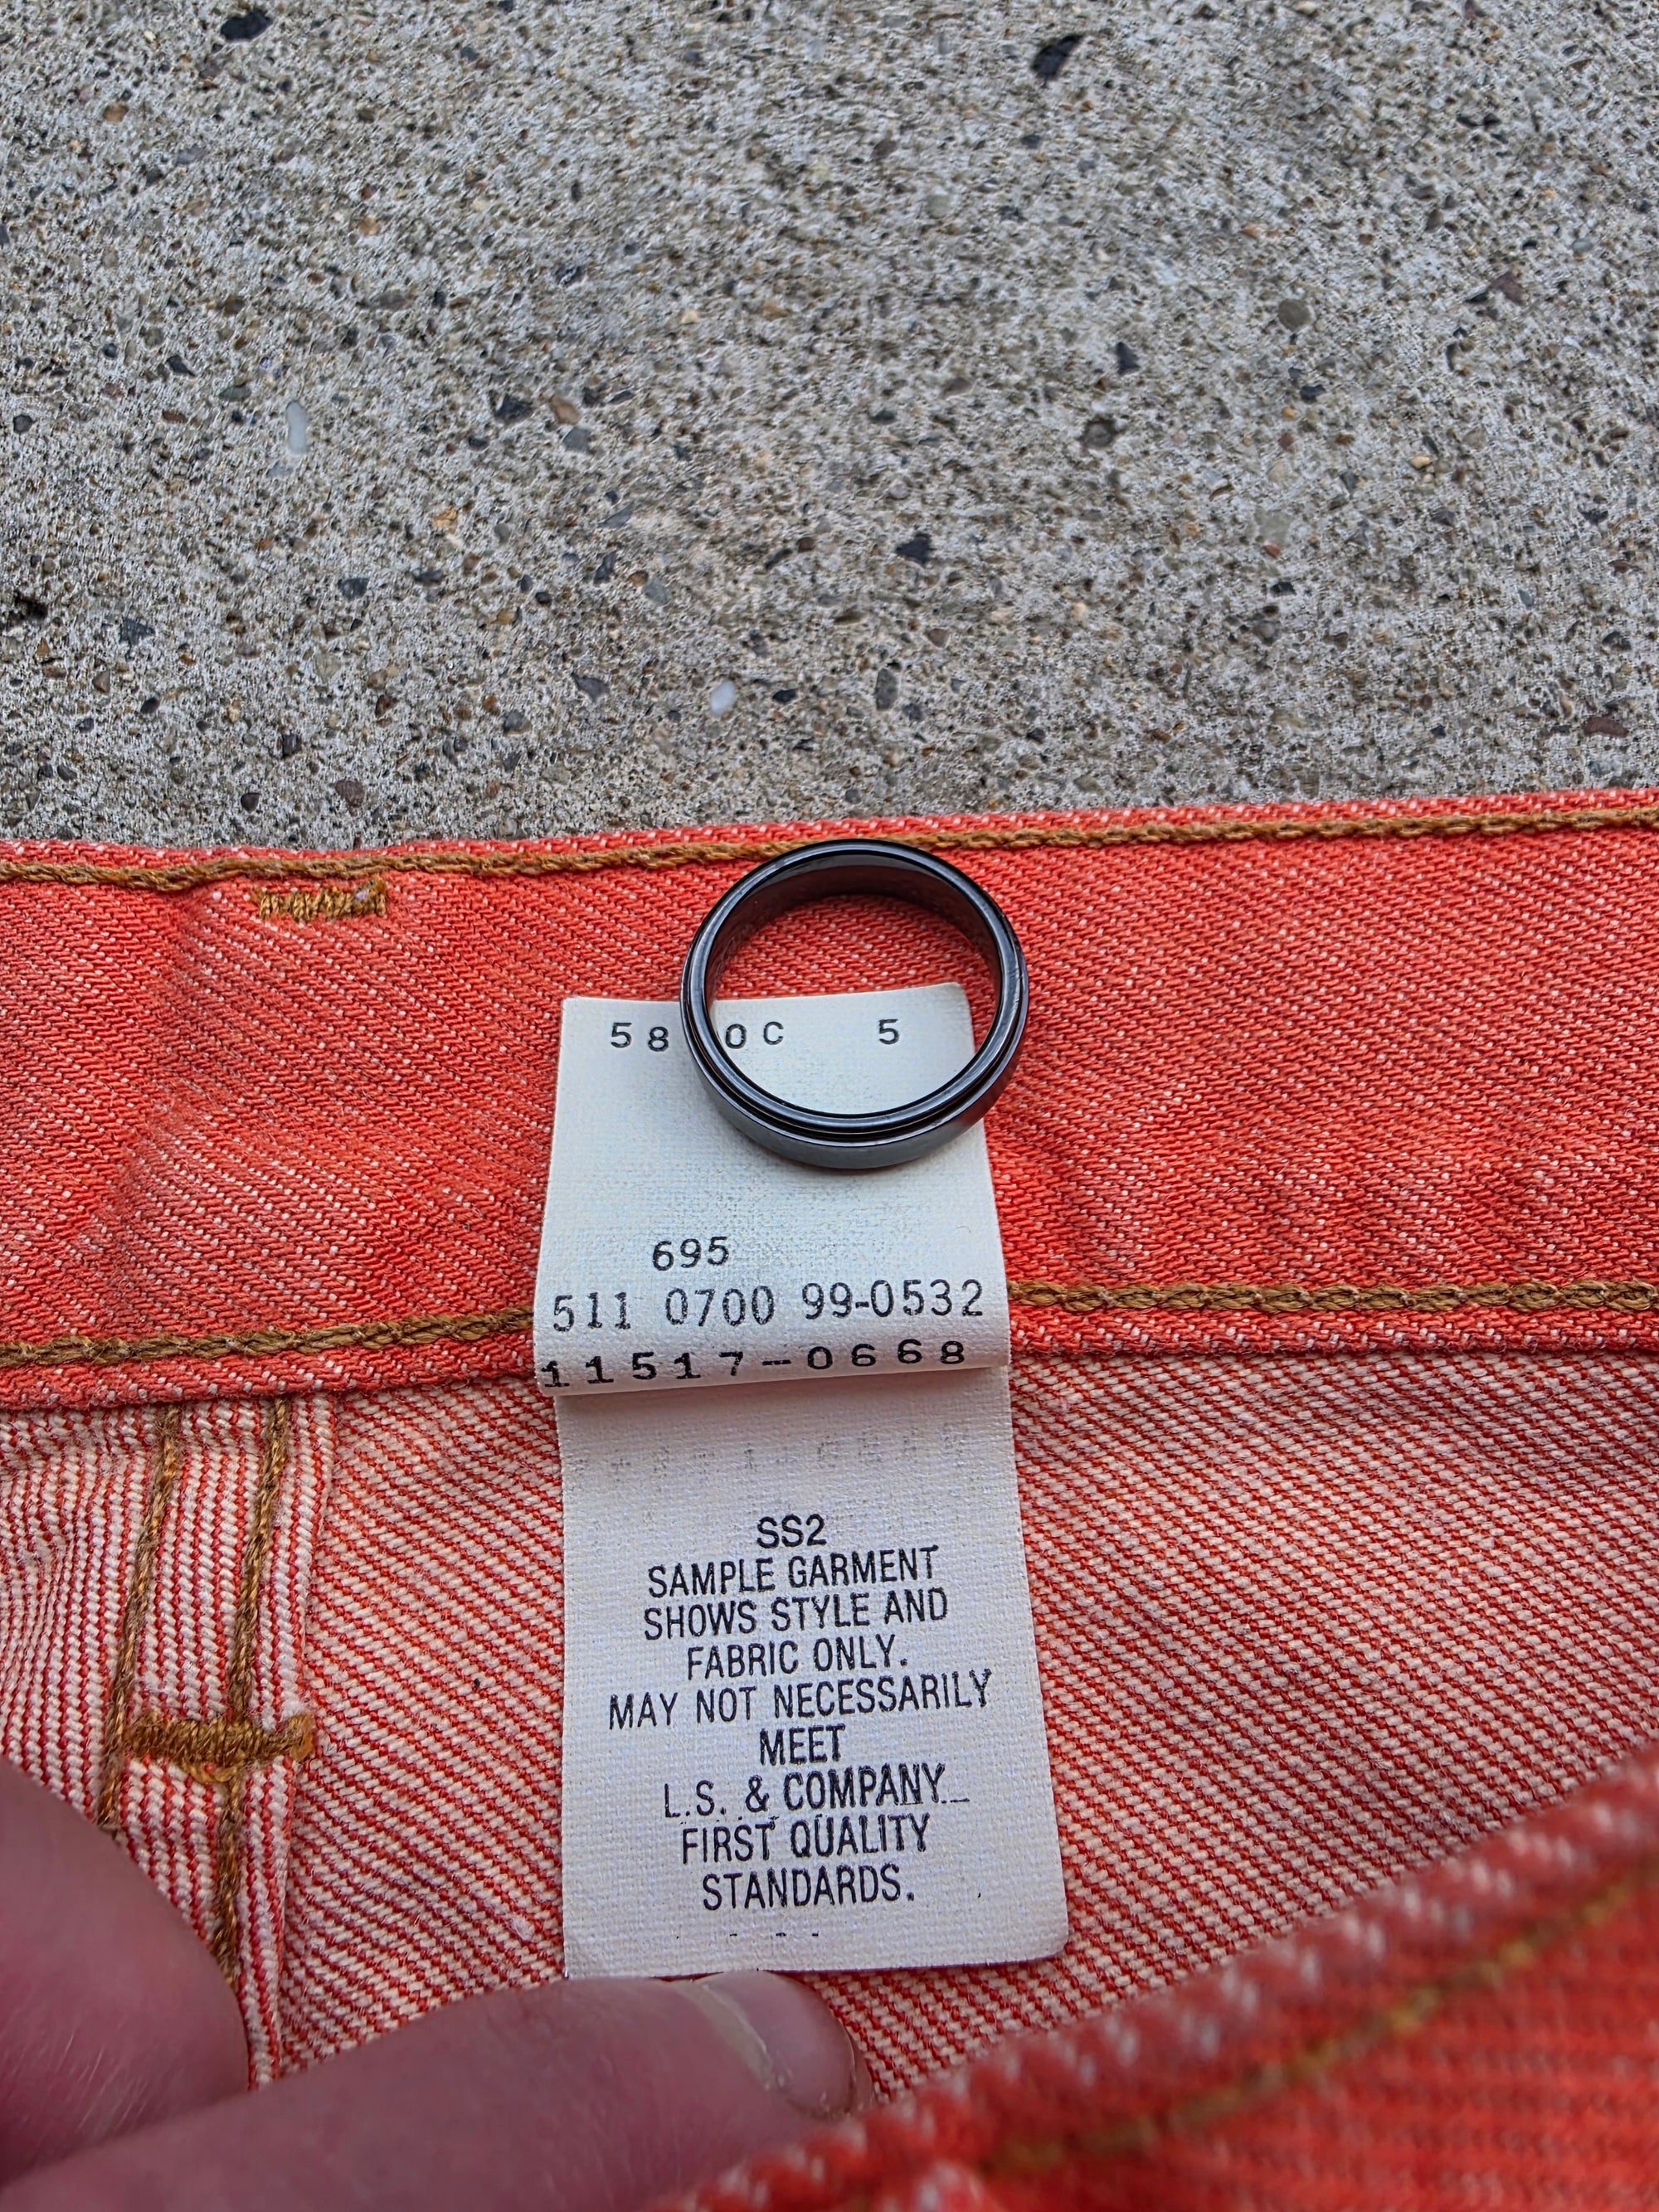 58 0C 5
695
511 0700 99-0532
11517-0668
SS2
SAMPLE GARMENT
SHOWS STYLE AND
FABRIC ONLY.
MAY NOT NECESSARILY
MEET
L.S. & COMPANY
FIRST QUALITY
STANDARDS.